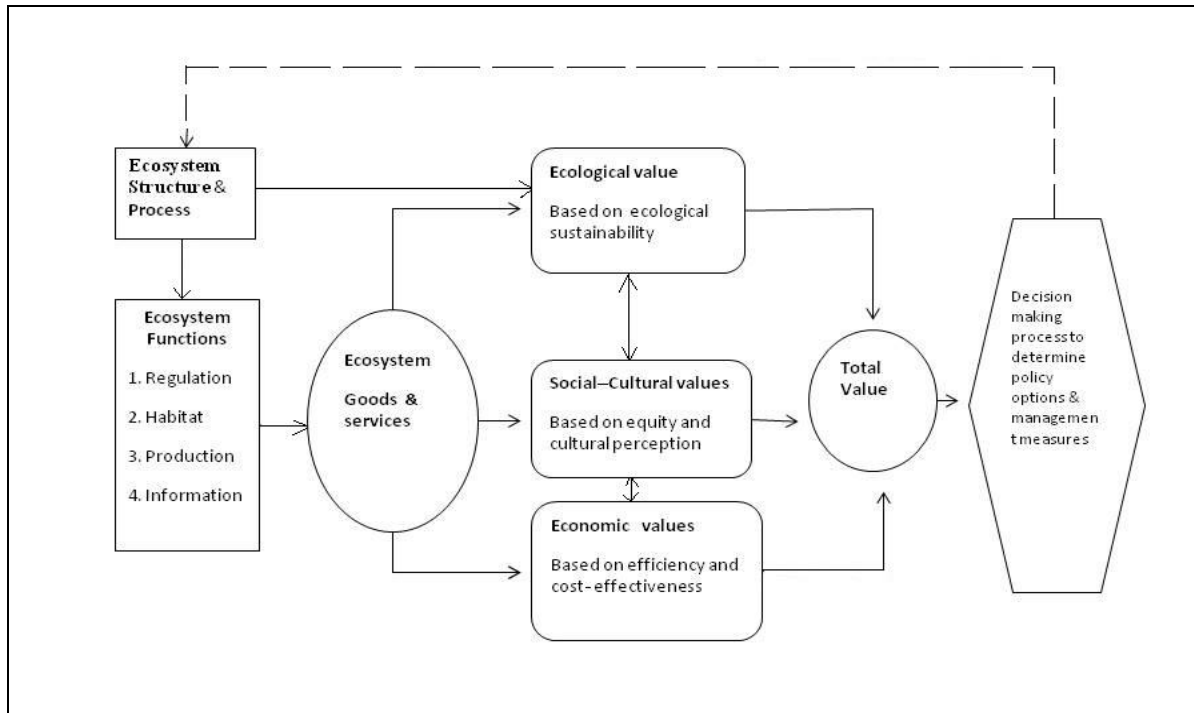 Ecosystem
Structure &
Process
Ecosystem
Functions
1. Regulation
2. Habitat
3. Production
4. Information
Ecosystem
Goods &
services
Ecological value
Based on ecological
sustainability
Social–Cultural values
Based on equity and
cultural perception
Economic values
Based on efficiency and
cost-effectiveness
Total
Value
Decision
making
process to
determine
policy
options &
managemen
t measures